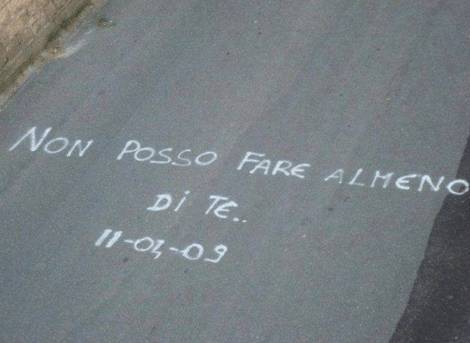 NON POSSO FARE ALMENO
Di TE..
11-04-09